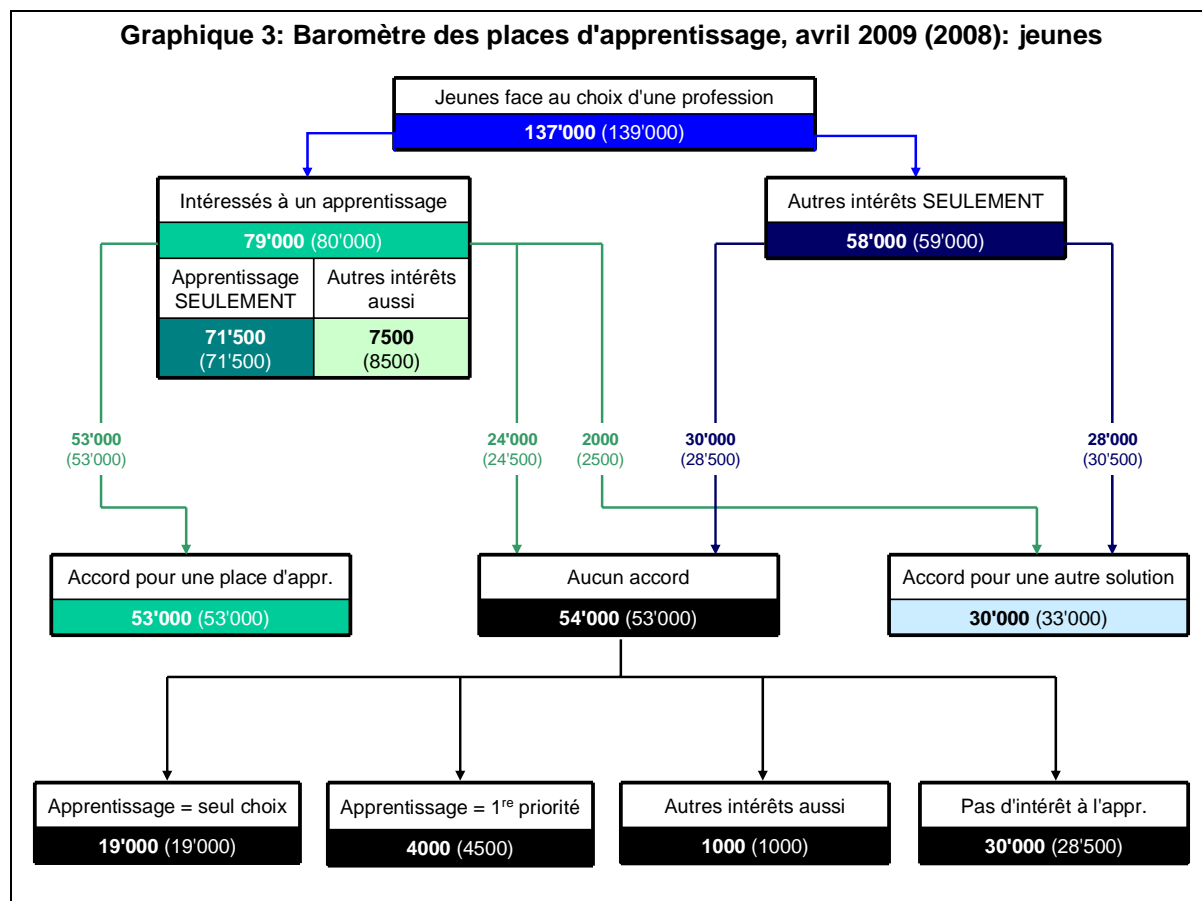 Graphique 3: Baromètre des places d'apprentissage, avril 2009 (2008): jeunes
Jeunes face au choix d'une profession
137'000 (139'000)
Intéressés à un apprentissage
79'000 (80'000)
Apprentissage
SEULEMENT
71'500
(71'500)
Autres intérêts
aussi
7500
(8500)
Autres intérêts SEULEMENT
58'000 (59'000)
53'000
(53'000)
24'000
(24'500)
2000
(2500)
30'000
(28'500)
28'000
(30'500)
Accord pour une place d'appr.
53'000 (53'000)
Aucun accord
54'000 (53'000)
Accord pour une autre solution
30'000 (33'000)
Apprentissage = seul choix
19'000 (19'000)
Apprentissage = 1re priorité
4000 (4500)
Autres intérêts aussi
1000 (1000)
Pas d'intérêt à l'appr.
30'000 (28'500)